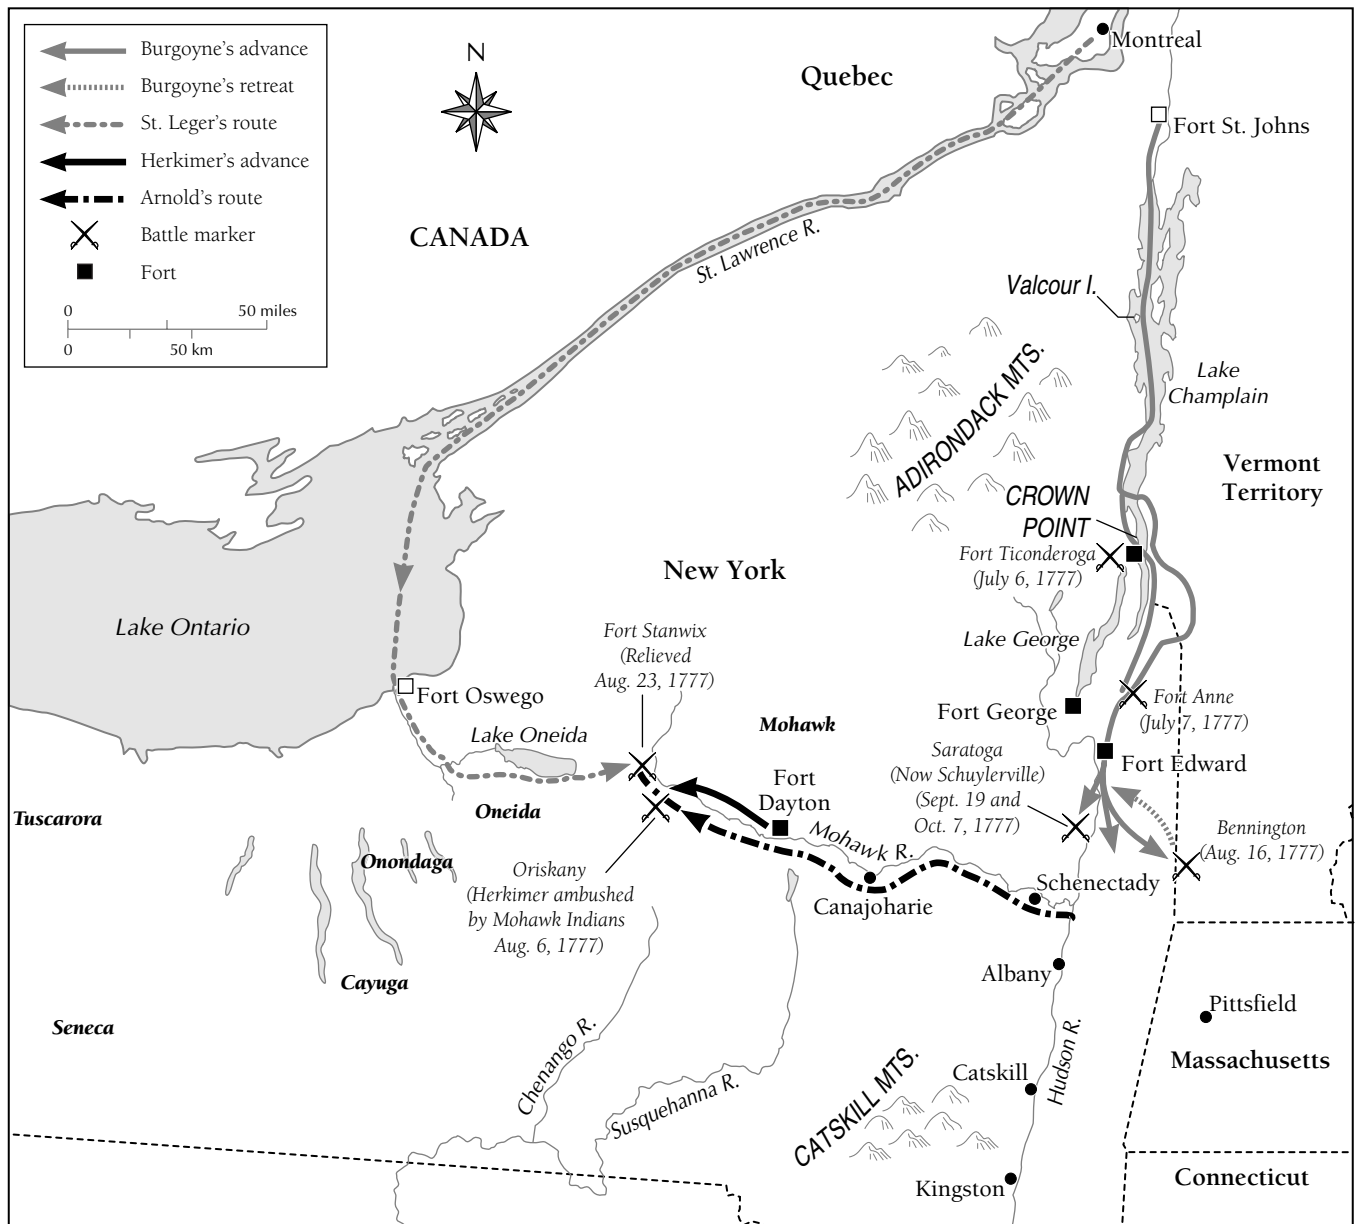 Burgoyne's advance
Burgoyne's retreat
St. Leger's route
Herkimer's advance
Arnold's route
Battle marker
Fort
0
50 miles
0
50 km
N
Quebec
Montreal
Fort St. Johns
CANADA
St. Lawrence R.
Valcour I.
Lake
Champlain
ADIRONDACK MTS.
Vermont
Territory
CROWN
POINT
Fort Ticonderoga
(July 6, 1777)
New York
Lake Ontario
Lake George
Fort Stanwix
(Relieved
Aug. 23, 1777)
Fort Oswego
Fort George
Fort Anne
(July 7, 1777)
Lake Oneida
Mohawk
Saratoga
(Now Schuylerville)
(Sept. 19 and
Oct. 7, 1777)
Fort Edward
Fort
Dayton
Tuscarora
Oneida
Mohawk R.
Bennington
(Aug. 16, 1777)
Onondaga
Oriskany
(Herkimer ambushed
by Mohawk Indians
Aug. 6, 1777)
Canajoharie
Schenectady
Albany
Cayuga
Seneca
Pittsfield
Chenango R.
Susquehanna R.
CATSKILL MTS.
Catskill
Hudson R.
Massachusetts
Kingston
Connecticut